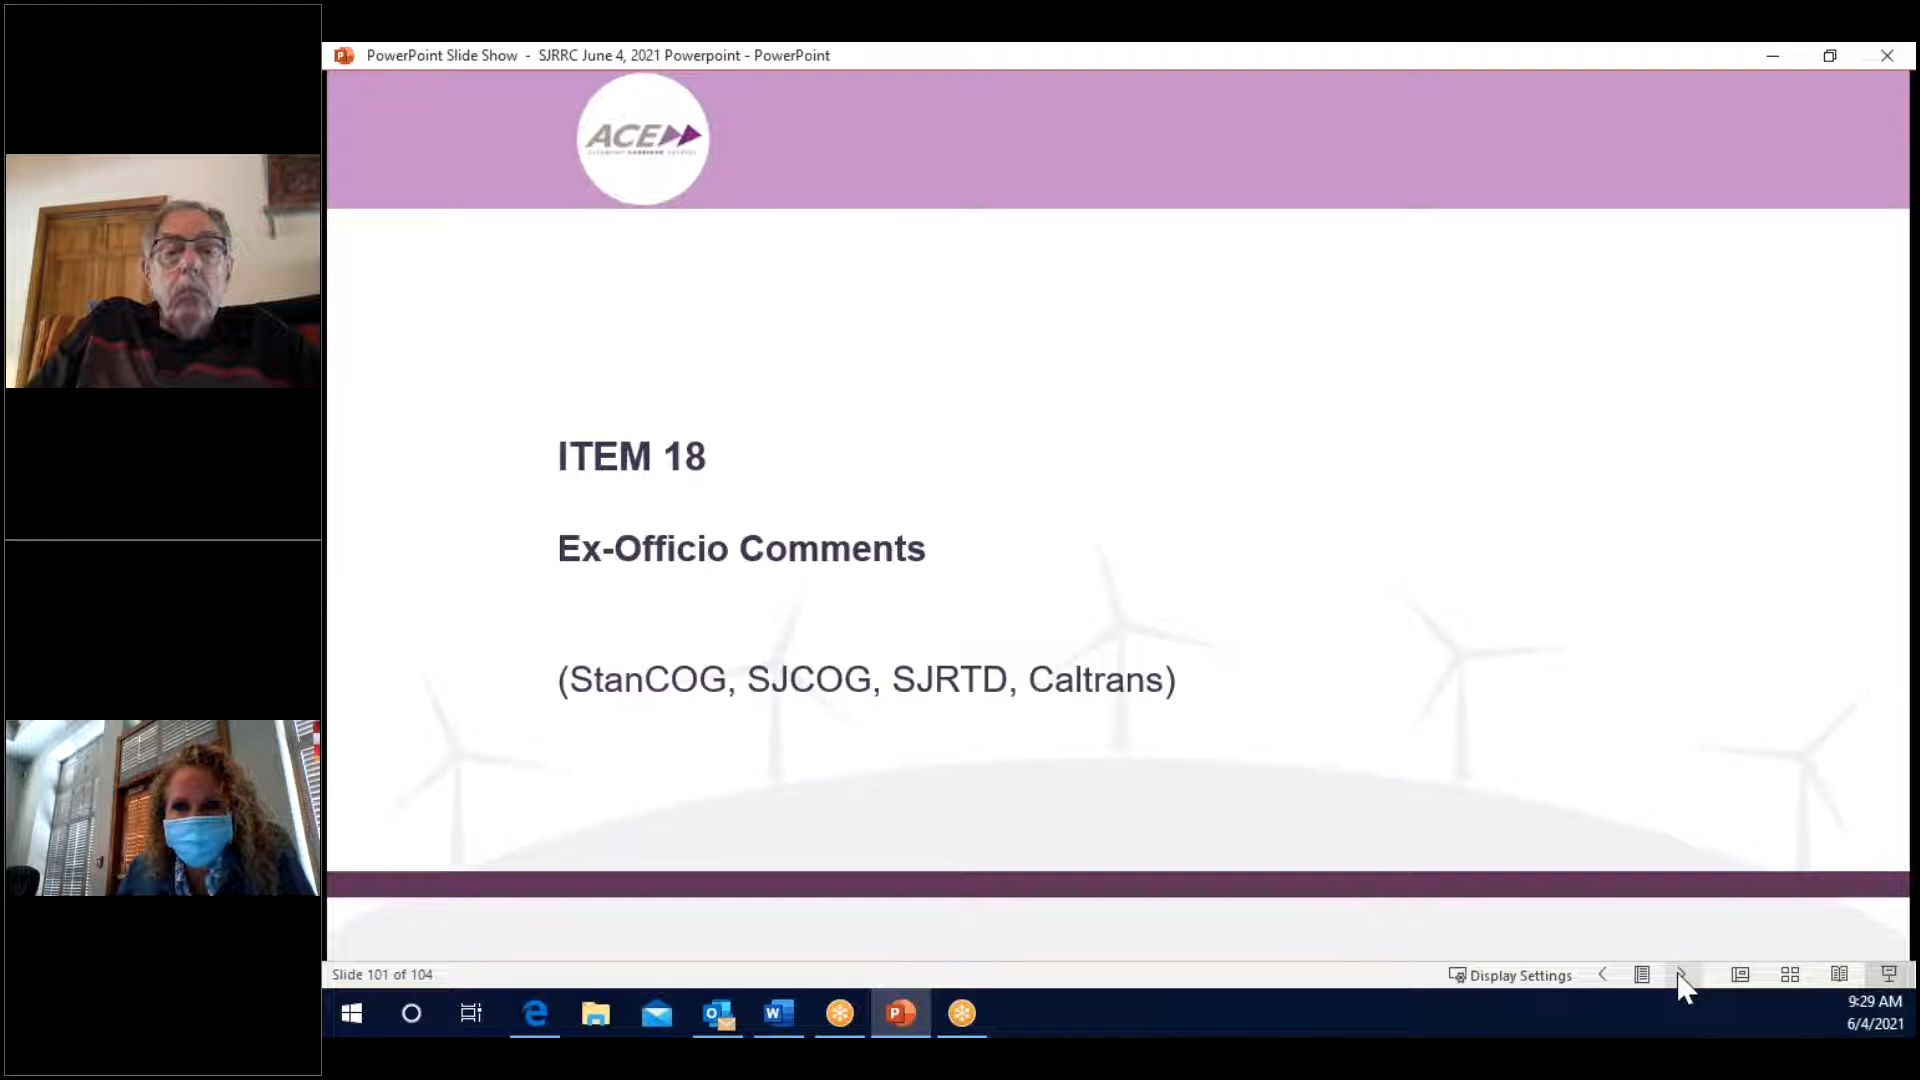 PowerPoint Slide Show - SJRRC June 4, 2021 Powerpoint - PowerPoint
ACE
ITEM 18
Ex-Officio Comments
(StanCOG, SJCOG, SJRTD, Caltrans)
Slide 101 of 104
Display Settings
9:29 AM
6/4/2021